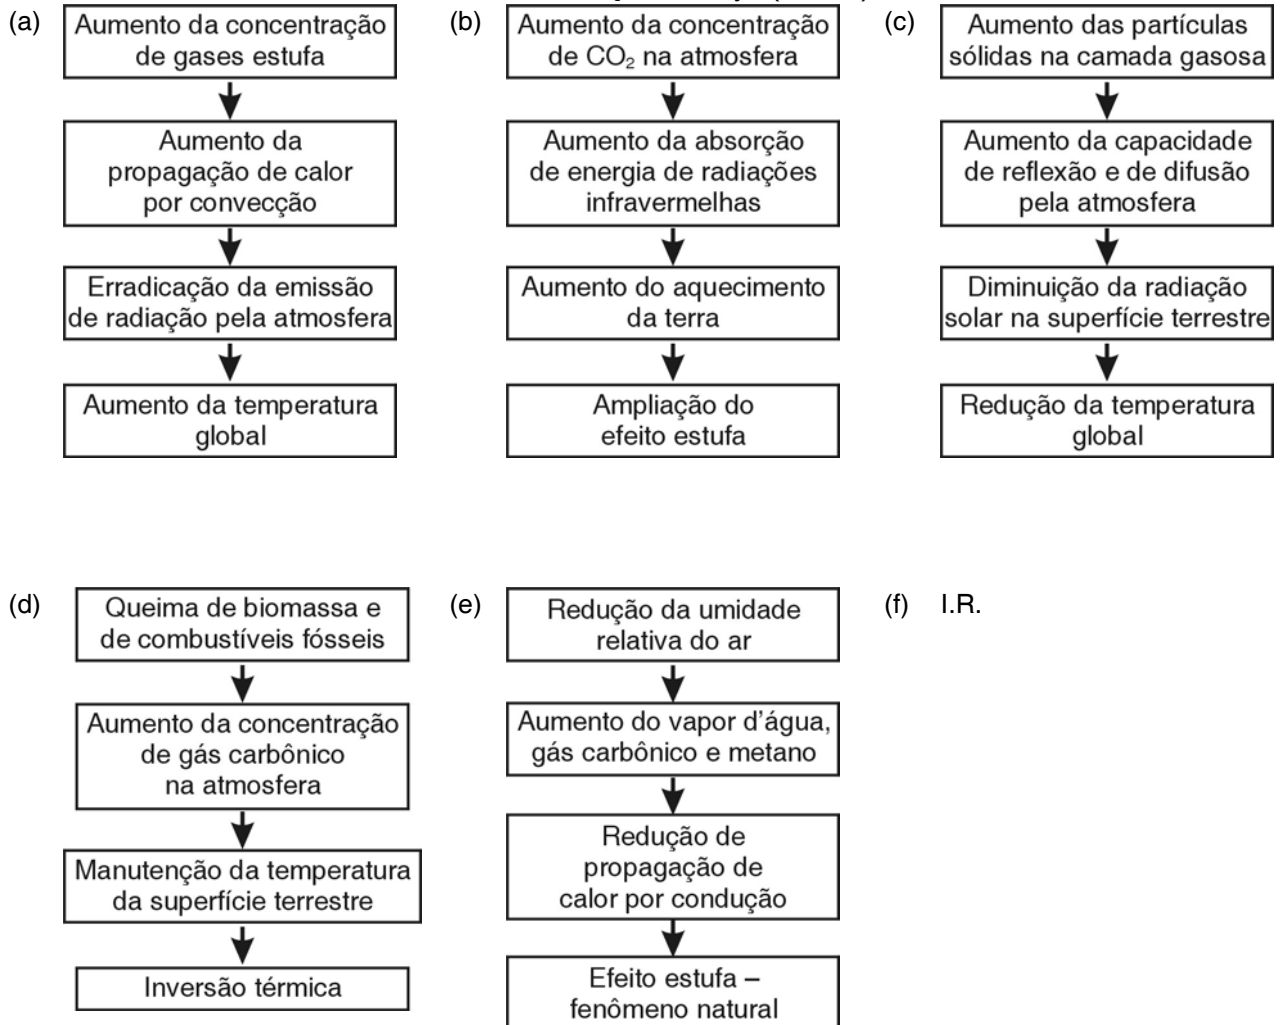 (a)
Aumento da concentração
de gases estufa
Aumento da
propagação de calor
por convecção
Erradicação da emissão
de radiação pela atmosfera
Aumento da temperatura
global
(b)
Aumento da concentração
de CO₂ na atmosfera
Aumento da absorção
de energia de radiações
infravermelhas
Aumento do aquecimento
da terra
Ampliação do
efeito estufa
(c)
Aumento das partículas
sólidas na camada gasosa
Aumento da capacidade
de reflexão e de difusão
pela atmosfera
Diminuição da radiação
solar na superfície terrestre
Redução da temperatura
global
(d)
Queima de biomassa e
de combustíveis fósseis
Aumento da concentração
de gás carbônico
na atmosfera
Manutenção da temperatura
da superfície terrestre
Inversão térmica
(e)
Redução da umidade
relativa do ar
Aumento do vapor d'água,
gás carbônico e metano
Redução de
propagação de
calor por condução
Efeito estufa –
fenômeno natural
(f) I.R.